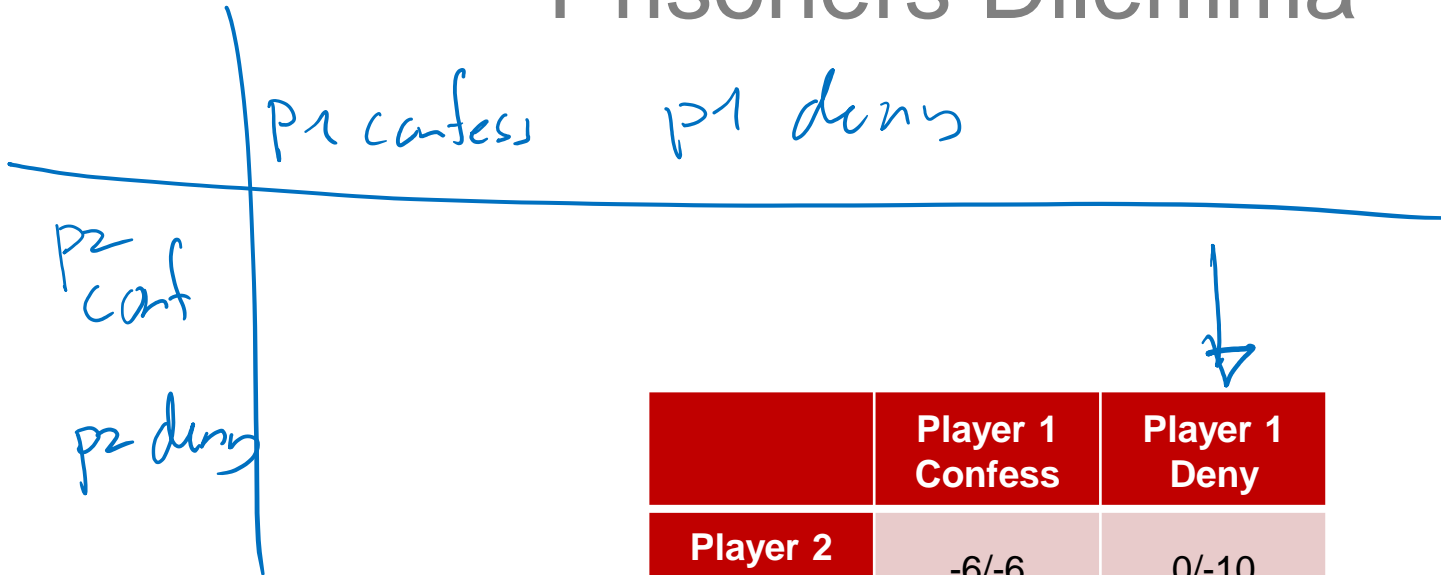 Prisoners Dilemma
p1 confess p1 deny
p2
conf
p2 deny
Player 1
Confess
Player 1
Deny
Player 2
-6/-6 0/-10